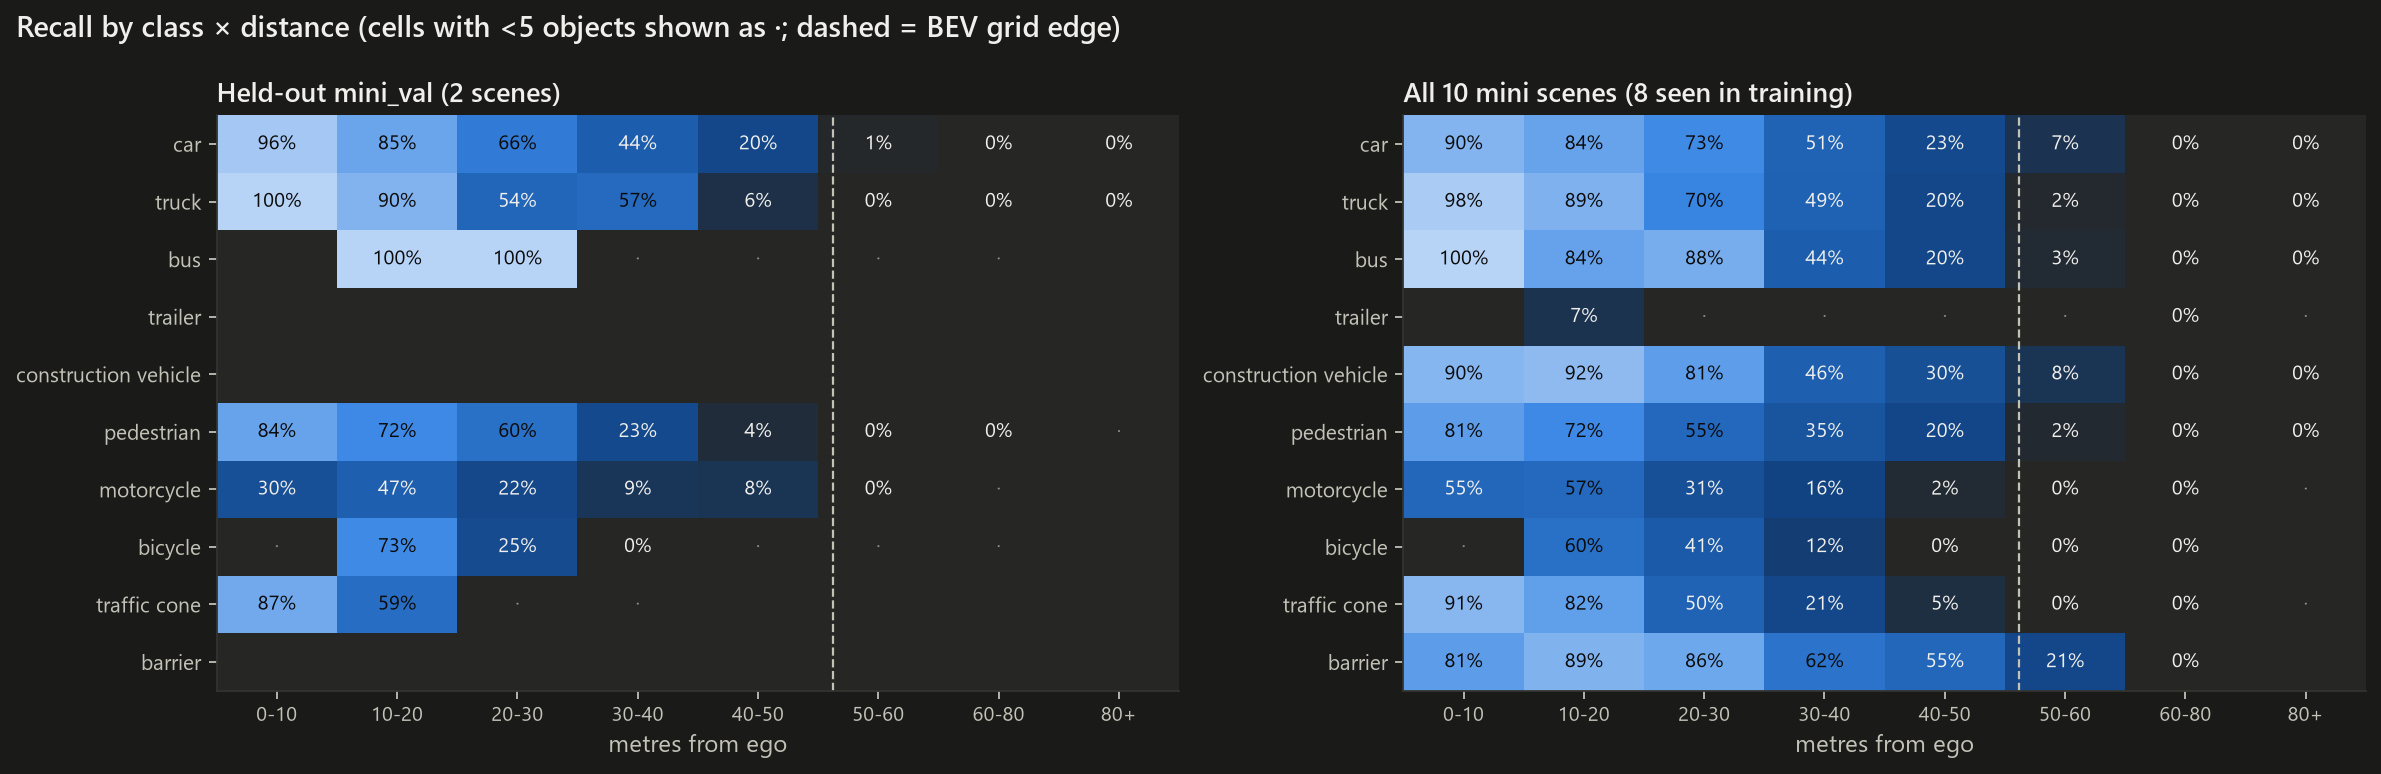 Recall by class × distance (cells with <5 objects shown as ·; dashed = BEV grid edge)
Held-out mini_val (2 scenes)
car 96% 85% 66% 44% 20% 1% 0% 0%
truck 100% 90% 54% 57% 6% 0% 0% 0%
bus 100% 100% · · · ·
trailer
construction vehicle
pedestrian 84% 72% 60% 23% 4% 0% 0% ·
motorcycle 30% 47% 22% 9% 8% 0% ·
bicycle · 73% 25% 0% · · ·
traffic cone 87% 59% · ·
barrier
0-10 10-20 20-30 30-40 40-50 50-60 60-80 80+
metres from ego
All 10 mini scenes (8 seen in training)
car 90% 84% 73% 51% 23% 7% 0% 0%
truck 98% 89% 70% 49% 20% 2% 0% 0%
bus 100% 84% 88% 44% 20% 3% 0% 0%
trailer 7% · · · · 0% ·
construction vehicle 90% 92% 81% 46% 30% 8% 0% 0%
pedestrian 81% 72% 55% 35% 20% 2% 0% 0%
motorcycle 55% 57% 31% 16% 2% 0% 0% ·
bicycle · 60% 41% 12% 0% 0% 0%
traffic cone 91% 82% 50% 21% 5% 0% 0% ·
barrier 81% 89% 86% 62% 55% 21% 0%
0-10 10-20 20-30 30-40 40-50 50-60 60-80 80+
metres from ego